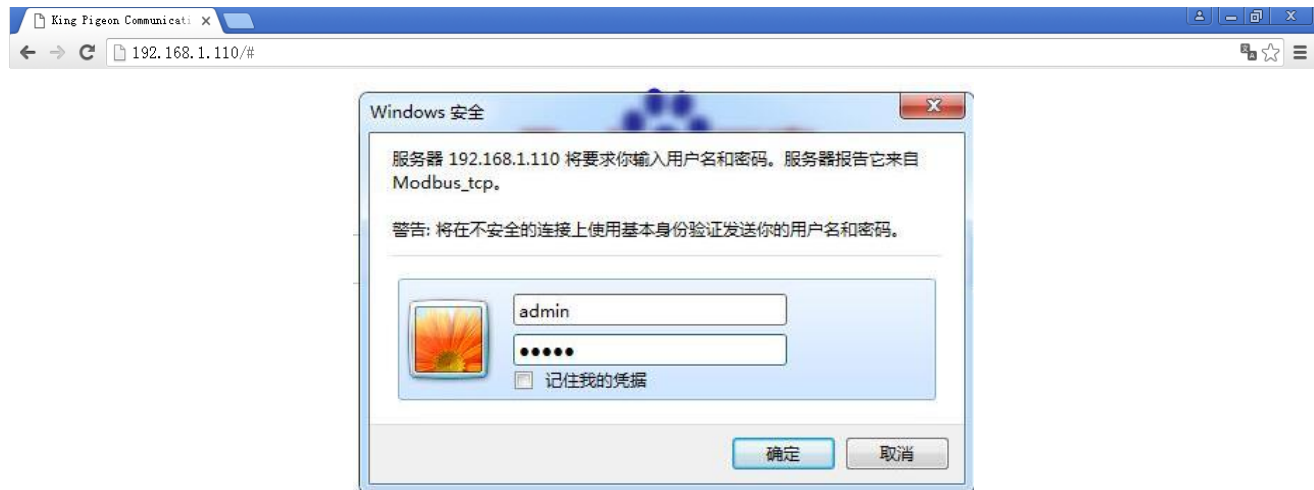 King Pigeon Communicati
192.168.1.110/#
Windows 安全
服务器 192.168.1.110 将要求你输入用户名和密码。服务器报告它来自
Modbus_tcp。
警告: 将在不安全的连接上使用基本身份验证发送你的用户名和密码。
admin
●●●●●
记住我的凭据
确定 取消